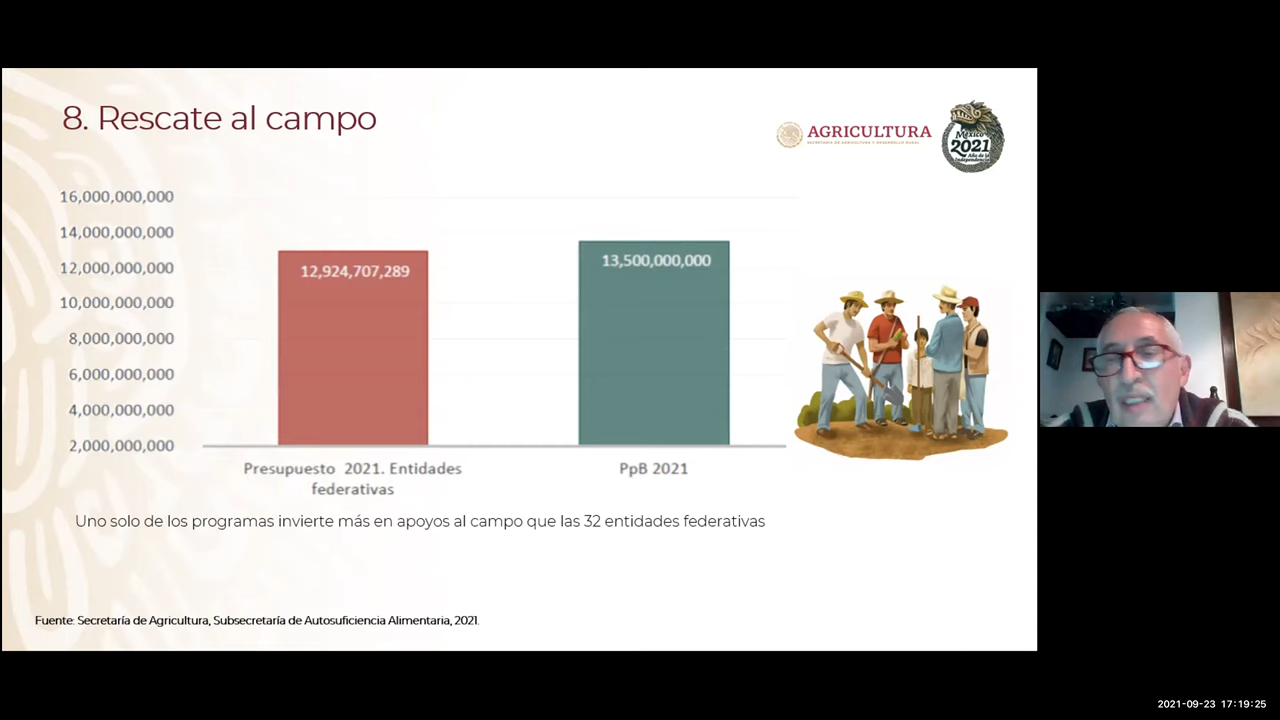 8. Rescate al campo
AGRICULTURA
SECRETARÍA DE AGRICULTURA Y DESARROLLO RURAL
México
2021
Año de la
Independencia
16,000,000,000
14,000,000,000
12,000,000,000
10,000,000,000
8,000,000,000
6,000,000,000
4,000,000,000
2,000,000,000
12,924,707,289
13,500,000,000
Presupuesto 2021. Entidades
federativas
PpB 2021
Uno solo de los programas invierte más en apoyos al campo que las 32 entidades federativas
Fuente: Secretaría de Agricultura, Subsecretaría de Autosuficiencia Alimentaria, 2021.
2021-09-23 17:19:25